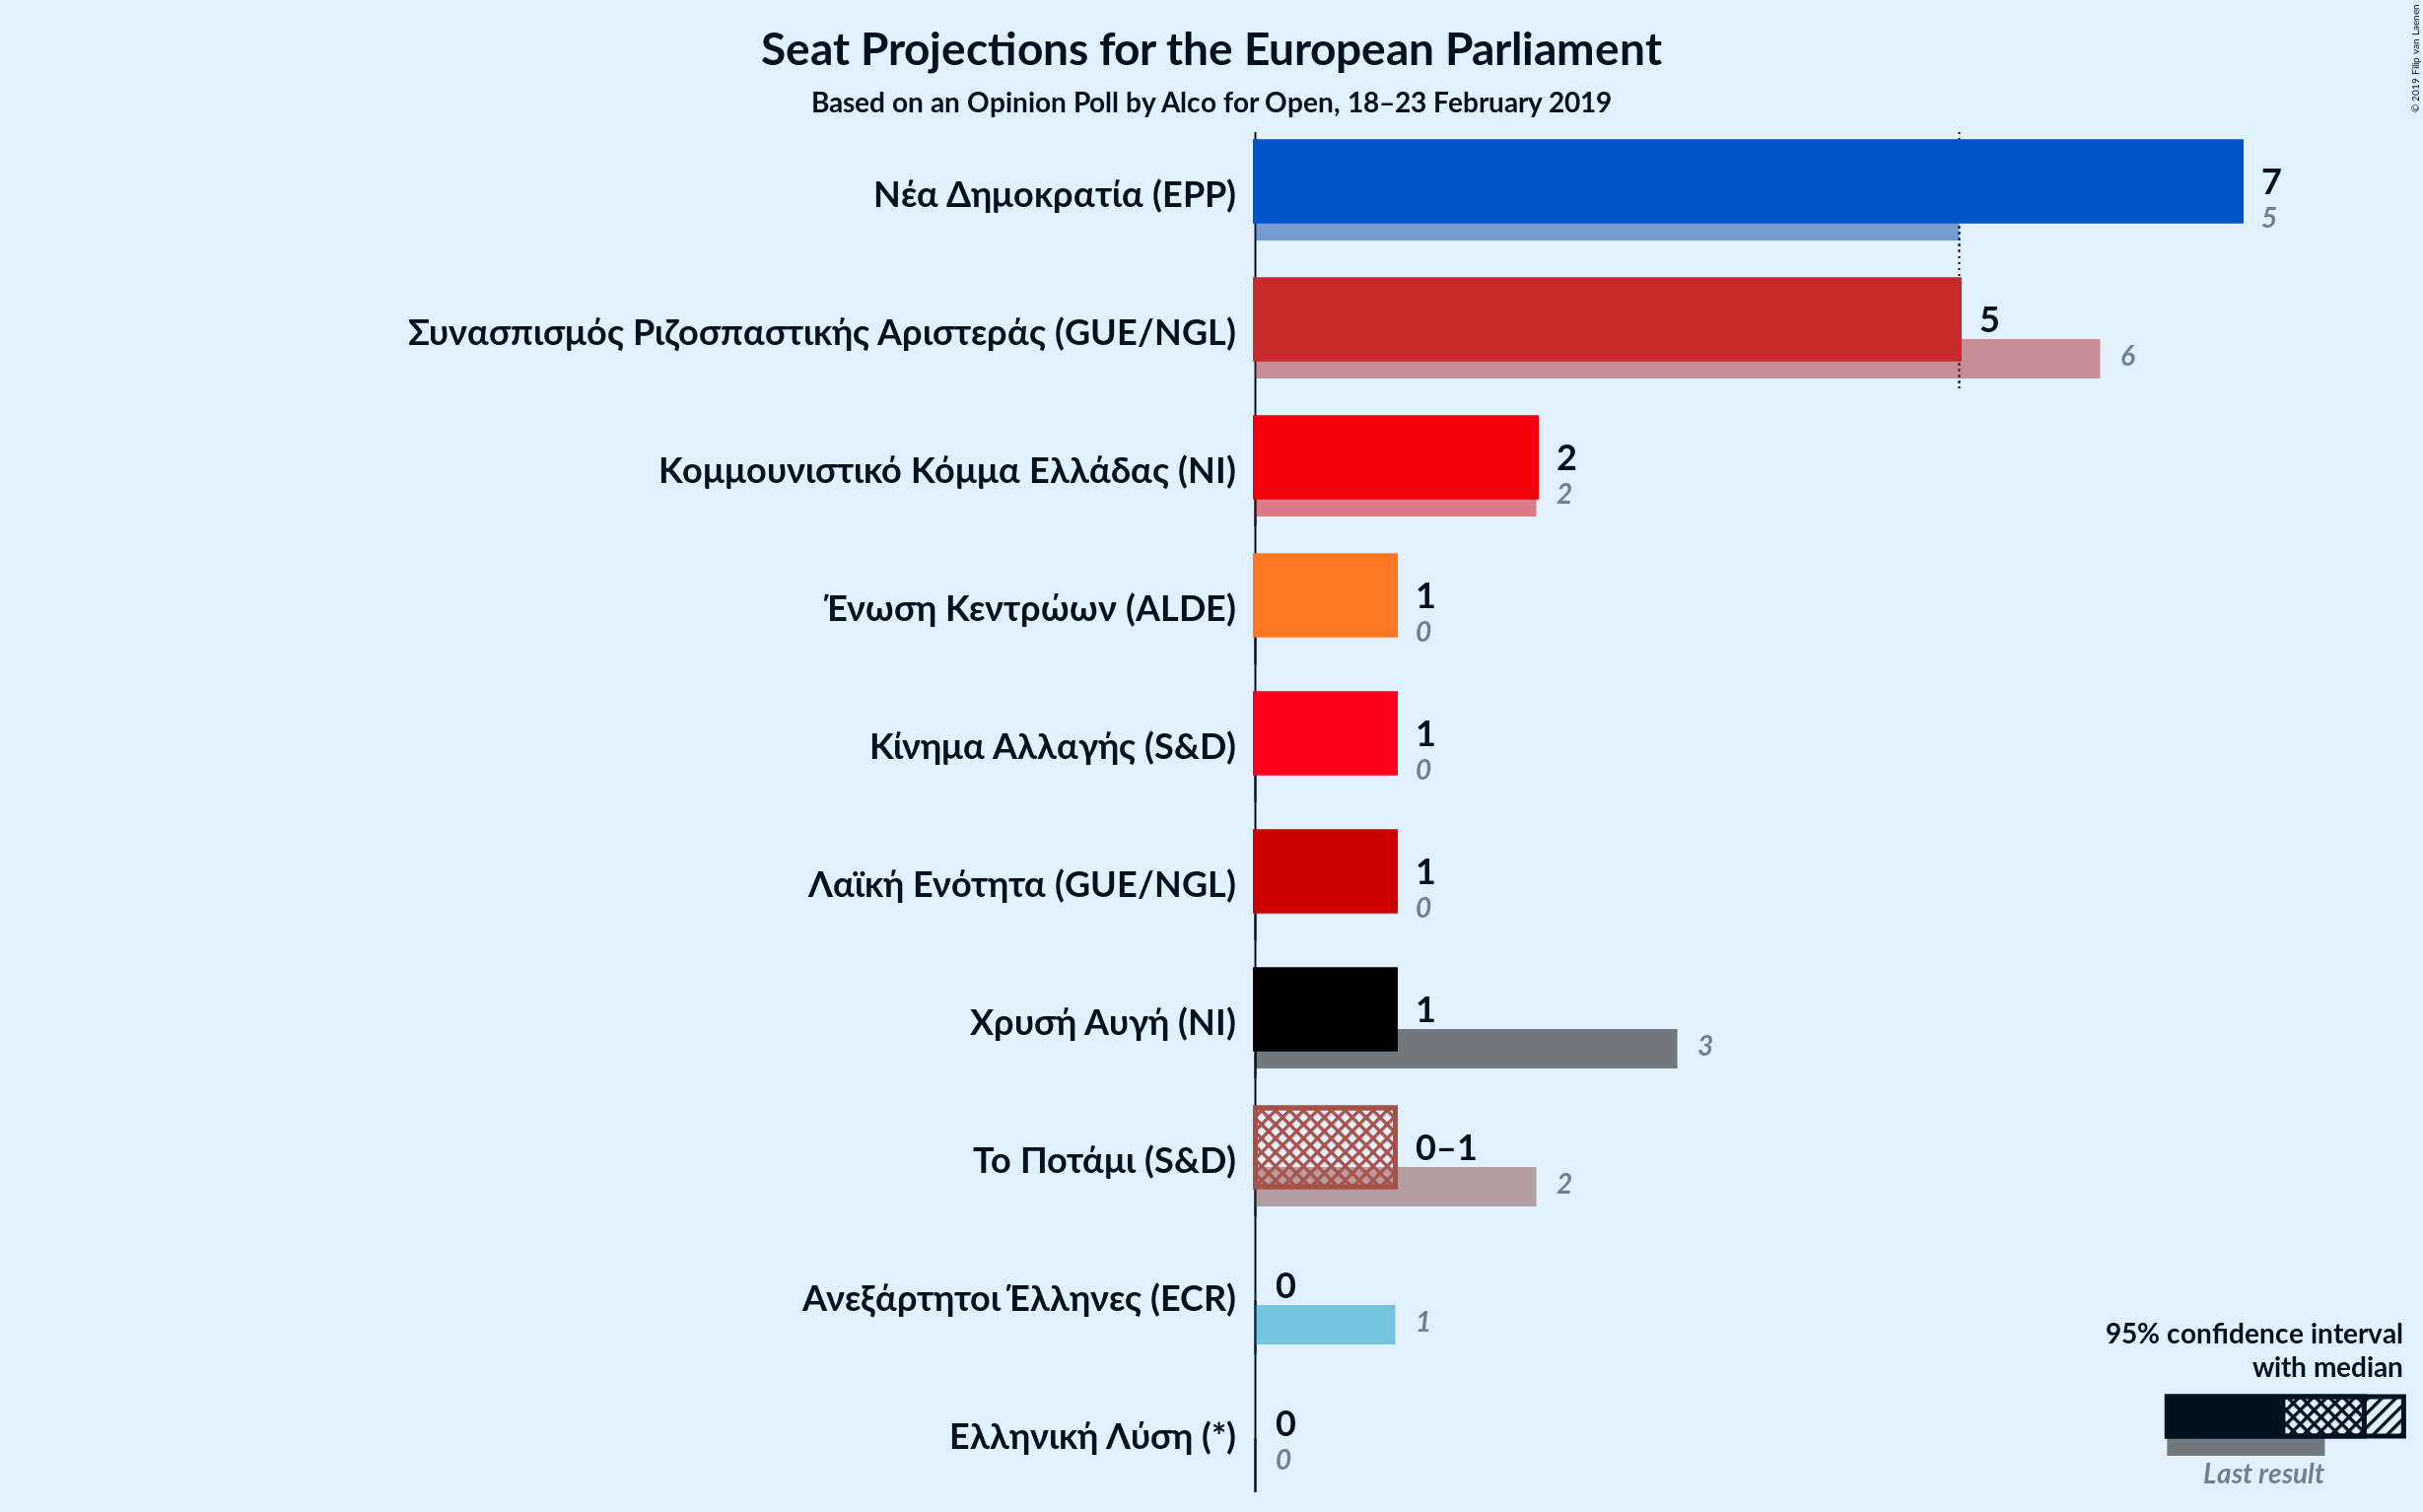 Seat Projections for the European Parliament
Based on an Opinion Poll by Alco for Open, 18–23 February 2019
© 2019 Filip van Laenen
Νέα Δημοκρατία (EPP)
7
5
Συνασπισμός Ριζοσπαστικής Αριστεράς (GUE/NGL)
5
6
Κομμουνιστικό Κόμμα Ελλάδας (NI)
2
2
Ένωση Κεντρώων (ALDE)
1
0
Κίνημα Αλλαγής (S&D)
1
0
Λαϊκή Ενότητα (GUE/NGL)
1
0
Χρυσή Αυγή (NI)
1
3
Το Ποτάμι (S&D)
0–1
2
Ανεξάρτητοι Έλληνες (ECR)
0
1
Ελληνική Λύση (*)
0
0
95% confidence interval
with median
Last result